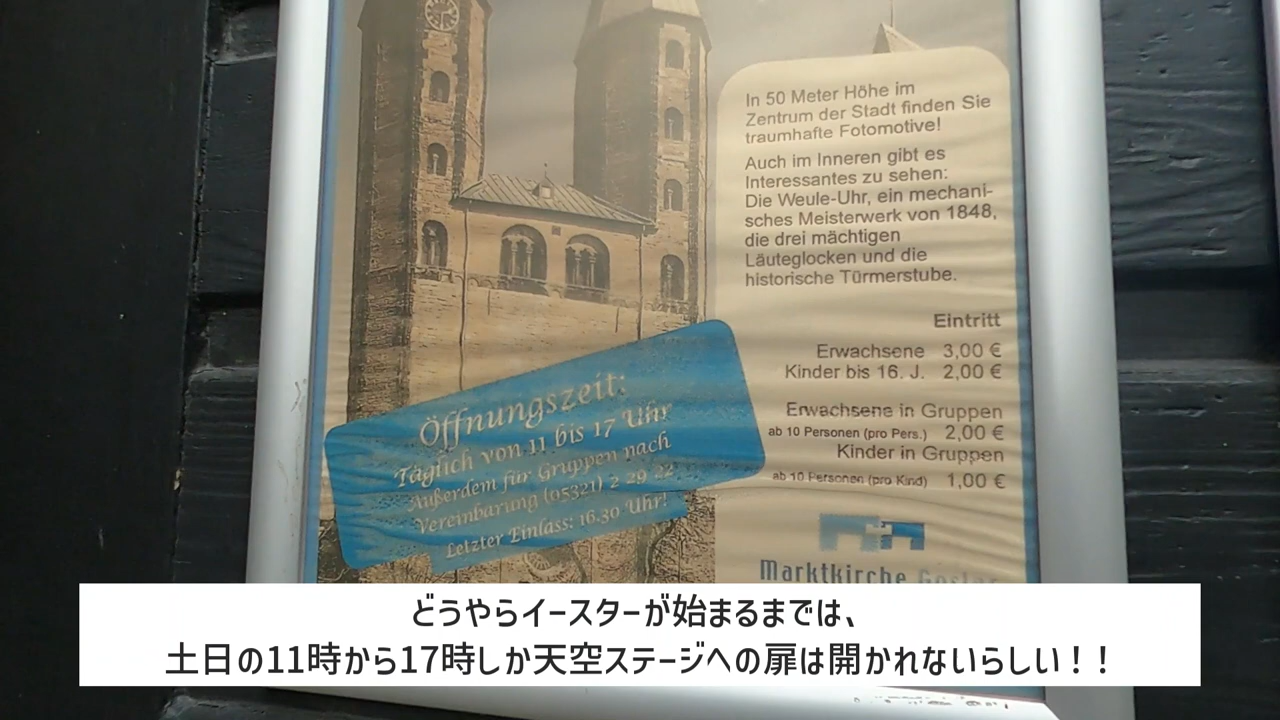 In 50 Meter Höhe im
Zentrum der Stadt finden Sie
traumhafte Fotomotive!
Auch im Inneren gibt es
Interessantes zu sehen:
Die Weule-Uhr, ein mechani-
sches Meisterwerk von 1848,
die drei mächtigen
Läuteglocken und die
historische Türmerstube.
Eintritt
Erwachsene 3,00 €
Kinder bis 16. J. 2,00 €
Erwachsene in Gruppen
ab 10 Personen (pro Pers.) 2,00 €
Kinder in Gruppen
ab 10 Personen (pro Kind) 1,00 €
Öffnungszeit:
Täglich von 11 bis 17 Uhr
Außerdem für Gruppen nach
Vereinbarung (05321) 2 29 22
Letzter Einlass: 16.30 Uhr!
Marktkirche Goslar
どうやらイースターが始まるまでは、
土日の11時から17時しか天空ステージへの扉は開かれないらしい！！